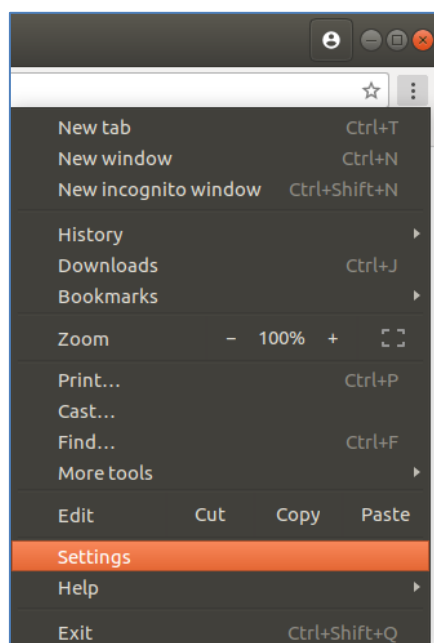 New tab Ctrl+T
New window Ctrl+N
New incognito window Ctrl+Shift+N
History
Downloads Ctrl+J
Bookmarks
Zoom - 100% +
Print... Ctrl+P
Cast...
Find... Ctrl+F
More tools
Edit Cut Copy Paste
Settings
Help
Exit Ctrl+Shift+Q